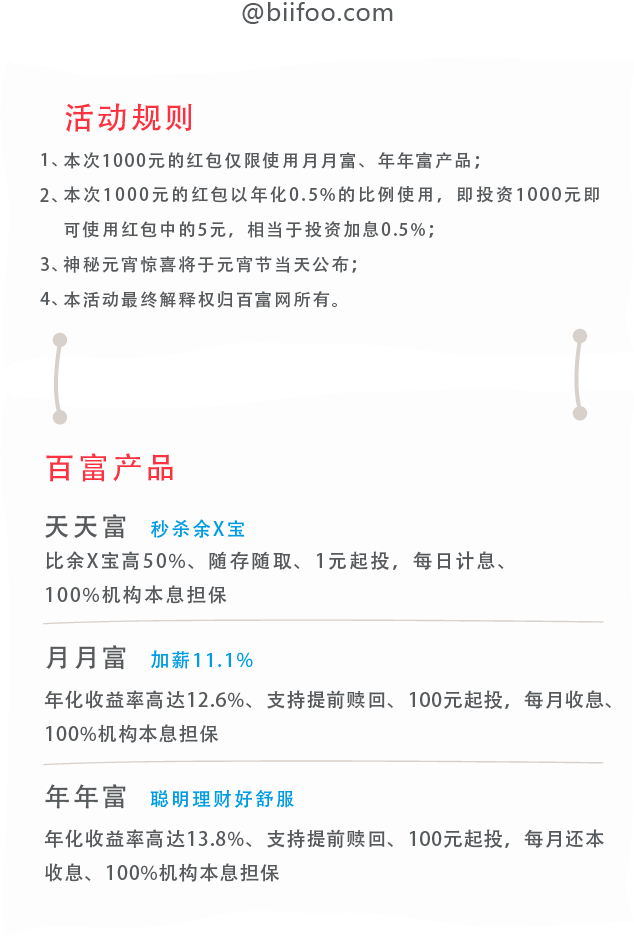 @biifoo.com
活动规则
1、本次1000元的红包仅限使用月月富、年年富产品；
2、本次1000元的红包以年化0.5%的比例使用，即投资1000元即
可使用红包中的5元，相当于投资加息0.5%；
3、神秘元宵惊喜将于元宵节当天公布；
4、本活动最终解释权归百富网所有。
百富产品
天天富 秒杀余X宝
比余X宝高50%、随存随取、1元起投，每日计息、
100%机构本息担保
月月富 加薪11.1%
年化收益率高达12.6%、支持提前赎回、100元起投，每月收息、
100%机构本息担保
年年富 聪明理财好舒服
年化收益率高达13.8%、支持提前赎回、100元起投，每月还本
收息、100%机构本息担保